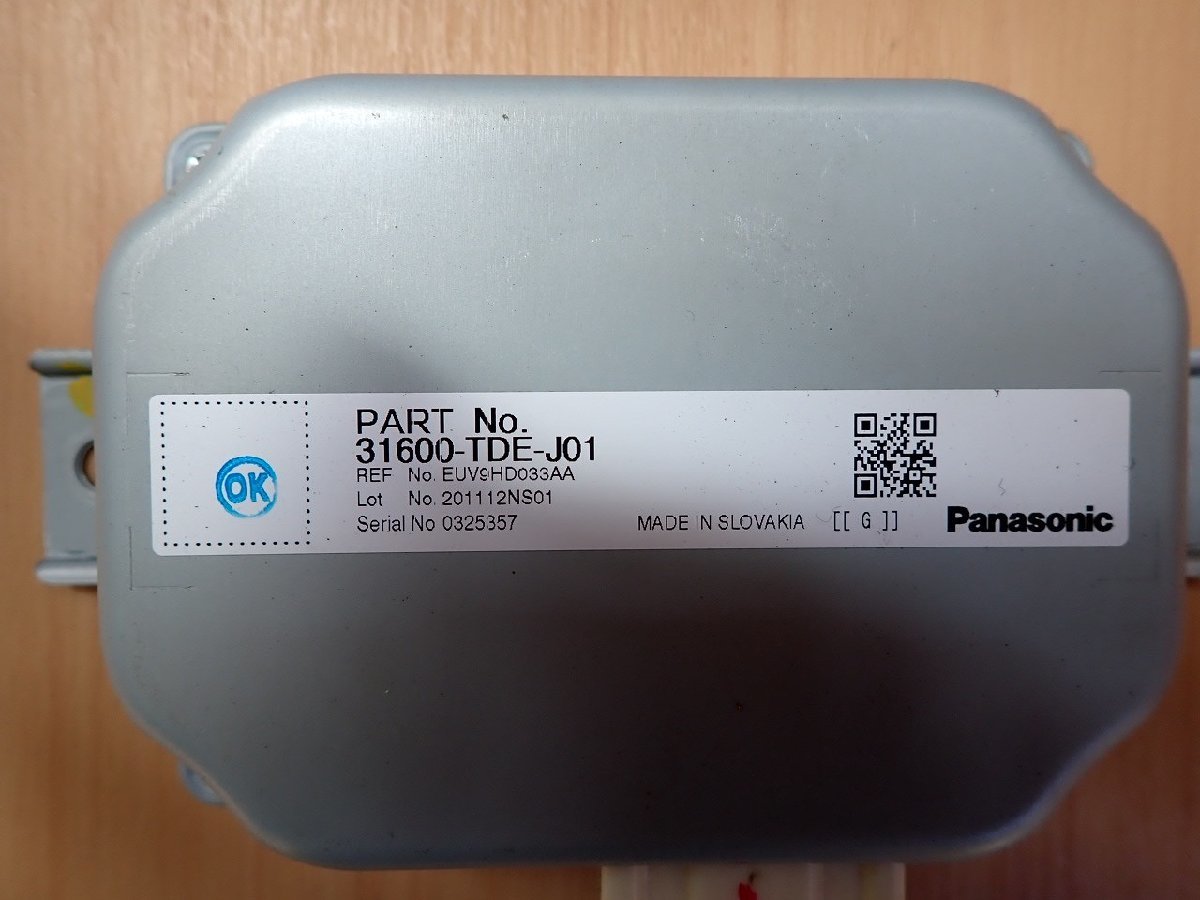 OK
PART No.
31600-TDE-J01
REF No. EUV9HD033AA
Lot No. 201112NS01
Serial No 0325357
MADE IN SLOVAKIA [[ G ]] Panasonic